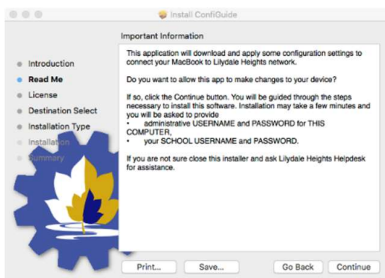 Install ConfiGuide
Important Information
Introduction
Read Me
License
Destination Select
Installation Type
Installation
Summary
This application will download and apply some configuration settings to
connect your MacBook to Lilydale Heights network.
Do you want to allow this app to make changes to your device?
If so, click the Continue button. You will be guided through the steps
necessary to install this software. Installation may take a few minutes and
you will be asked to provide
• administrative USERNAME and PASSWORD for THIS
COMPUTER,
• your SCHOOL USERNAME and PASSWORD.
If you are not sure close this installer and ask Lilydale Heights Helpdesk
for assistance.
Print...
Save...
Go Back
Continue